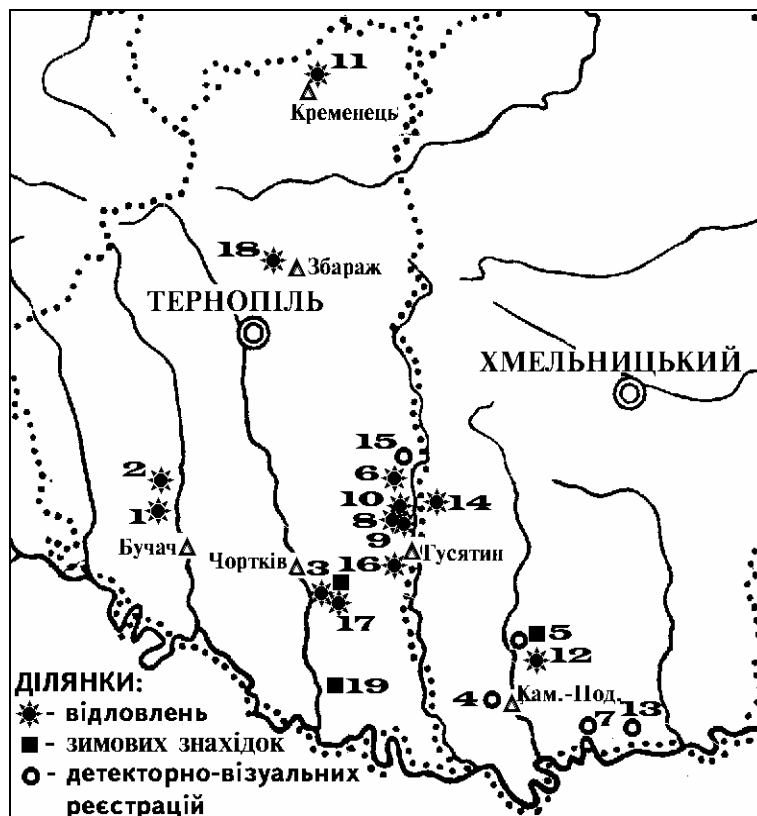 11
Кременець
18
Збараж
ТЕРНОПІЛЬ
ХМЕЛЬНИЦЬКИЙ
15
2
6
10
14
1
8
9
Бучач
Чортків
3
16
Гусятин
17
5
12
19
4
Кам.-Под.
7
13
ДІЛЯНКИ:
- відловлень
- зимових знахідок
- детекторно-візуальних
реєстрацій